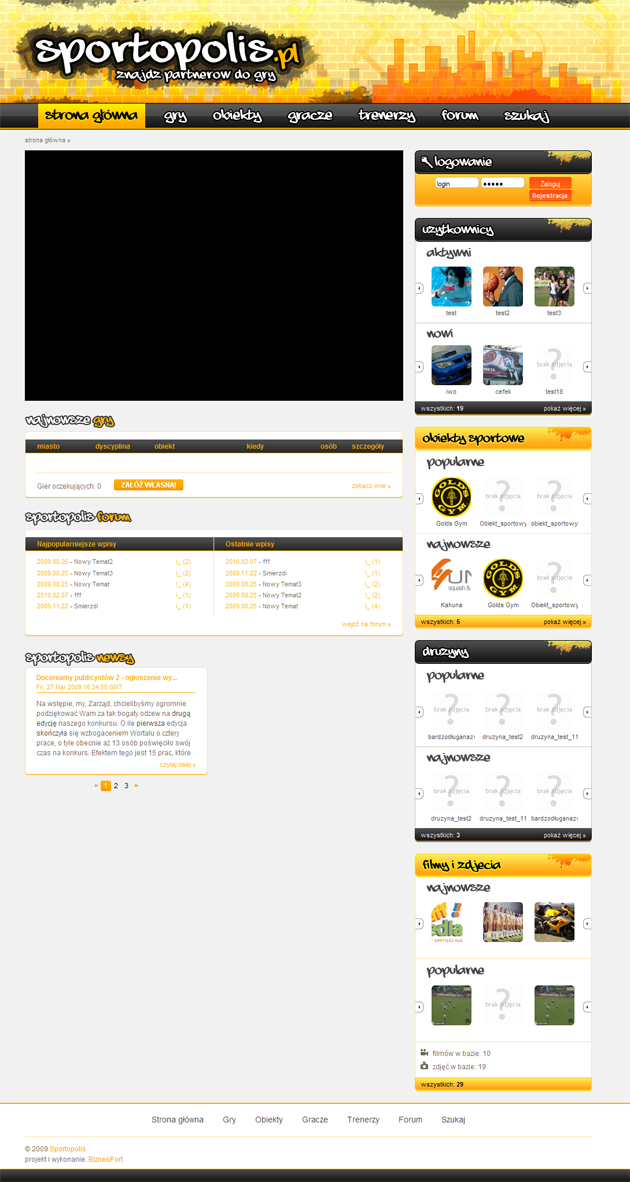 sportopolis.pl
znajdz partnerow do gry
strona główna gry obiekty gracze trenerzy forum szukaj
strona główna »
logowanie
login ●●●●● Zaloguj
Rejestracja
uzytkownicy
aktywni
test test2 test3
nowi
brak zdjęcia
iwo cefek test18
wszystkich: 19 pokaż więcej »
najnowsze gry
miasto dyscyplina obiekt kiedy osób szczegóły
Gier oczekujących: 0 ZAŁÓŻ WŁASNĄ! zobacz inne »
obiekty sportowe
popularne
GOLD'S GYM
brak zdjęcia brak zdjęcia
Golds Gym Obiekt_sportowy obiekt_sportowy
najnowsze
squash &
GOLD'S GYM
brak zdjęcia
Kahuna Golds Gym Obiekt_sportowy
wszystkich: 5 pokaż więcej »
sportopolis forum
Najpopularniejsze wpisy
2009.08.25 - Nowy Temat2 (2)
2009.08.25 - Nowy Temat3 (2)
2009.08.25 - Nowy Temat (4)
2010.02.07 - fff (1)
2009.11.22 - Smierdzi (1)
Ostatnie wpisy
2010.02.07 - fff (1)
2009.11.22 - Smierdzi (1)
2009.08.25 - Nowy Temat3 (2)
2009.08.25 - Nowy Temat2 (2)
2009.08.25 - Nowy Temat (4)
wejdź na forum »
sportopolis newsy
Doceniamy publicystów 2 - ogłoszenie wy...
Fri, 27 Mar 2009 16:34:55 GMT
Na wstępie, my, Zarząd, chcielibyśmy ogromnie
podziękować Wam za tak bogaty odzew na drugą
edycję naszego konkursu. O ile pierwsza edycja
skończyła się wzbogaceniem Wortalu o cztery
prace, o tyle obecnie aż 13 osób poświęciło swój
czas na konkurs. Efektem tego jest 15 prac, które
czytaj dalej »
« 1 2 3 »
druzyny
popularne
brak zdjęcia brak zdjęcia brak zdjęcia
bardzodluganaz druzyna_test2 druzyna_test_11
najnowsze
brak zdjęcia brak zdjęcia brak zdjęcia
druzyna_test2 druzyna_test_11 bardzodluganaz
wszystkich: 3 pokaż więcej »
filmy i zdjecia
najnowsze
popularne
brak zdjęcia
filmów w bazie: 10
zdjęć w bazie: 19
wszystkich: 29
Strona główna Gry Obiekty Gracze Trenerzy Forum Szukaj
© 2009 Sportopolis
projekt i wykonanie: BiznesPort